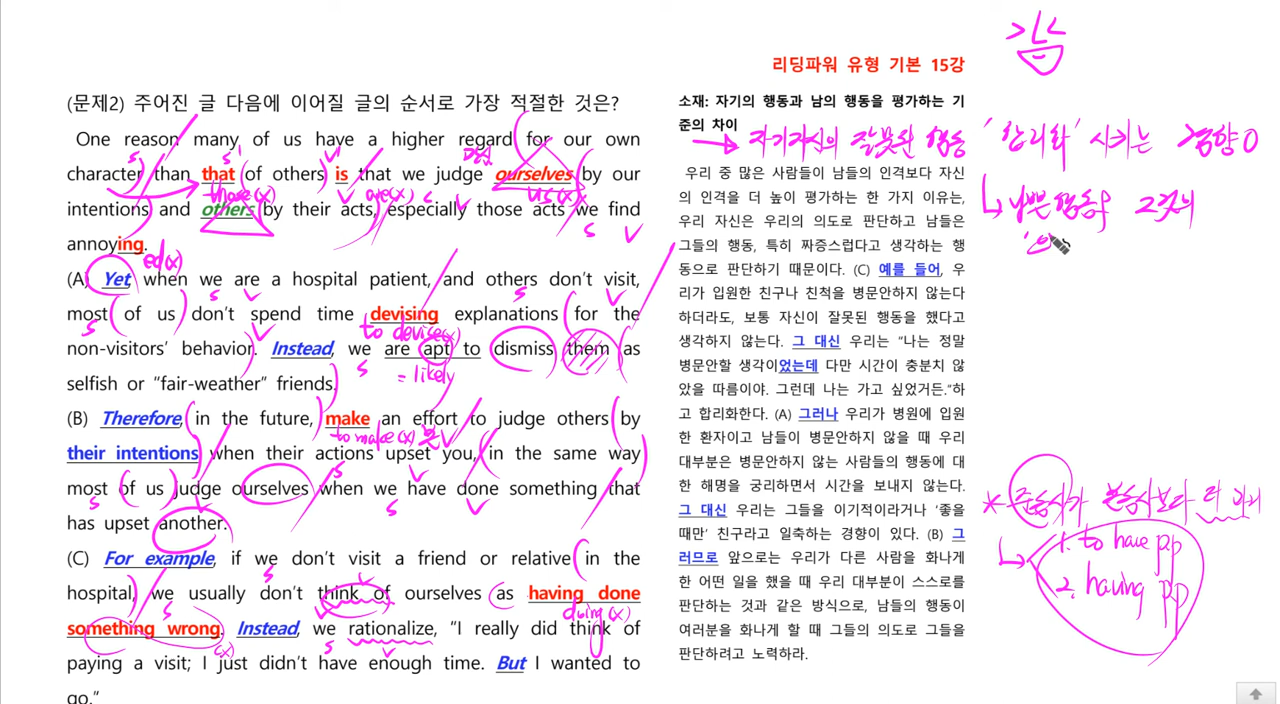 리딩파워 유형 기본 15강
(문제2) 주어진 글 다음에 이어질 글의 순서로 가장 적절한 것은?
One reason many of us have a higher regard for our own
character than that of others is that we judge ourselves by our
intentions and others by their acts, especially those acts we find
annoying.
(A) Yet, when we are a hospital patient, and others don't visit,
most of us don't spend time devising explanations for the
non-visitors' behavior. Instead, we are apt to dismiss them as
selfish or "fair-weather" friends.
(B) Therefore, in the future, make an effort to judge others by
their intentions when their actions upset you, in the same way
most of us judge ourselves when we have done something that
has upset another.
(C) For example, if we don't visit a friend or relative in the
hospital, we usually don't think of ourselves as having done
something wrong. Instead, we rationalize, "I really did think of
paying a visit; I just didn't have enough time. But I wanted to
go."
those(x)
us(x)
are(x)
ed(x)
to devise(x)
= likely
to make(x)
doing(x)
소재: 자기의 행동과 남의 행동을 평가하는 기
준의 차이
우리 중 많은 사람들이 남들의 인격보다 자신
의 인격을 더 높이 평가하는 한 가지 이유는,
우리 자신은 우리의 의도로 판단하고 남들은
그들의 행동, 특히 짜증스럽다고 생각하는 행
동으로 판단하기 때문이다. (C) 예를 들어, 우
리가 입원한 친구나 친척을 병문안하지 않는다
하더라도, 보통 자신이 잘못된 행동을 했다고
생각하지 않는다. 그 대신 우리는 "나는 정말
병문안할 생각이었는데 다만 시간이 충분치 않
았을 따름이야. 그런데 나는 가고 싶었거든."하
고 합리화한다. (A) 그러나 우리가 병원에 입원
한 환자이고 남들이 병문안하지 않을 때 우리
대부분은 병문안하지 않는 사람들의 행동에 대
한 해명을 궁리하면서 시간을 보내지 않는다.
그 대신 우리는 그들을 이기적이라거나 '좋을
때만' 친구라고 일축하는 경향이 있다. (B) 그
러므로 앞으로는 우리가 다른 사람을 화나게
한 어떤 일을 했을 때 우리 대부분이 스스로를
판단하는 것과 같은 방식으로, 남들의 행동이
여러분을 화나게 할 때 그들의 의도로 그들을
판단하려고 노력하라.
자기자신의 잘못된 행동 '합리화' 시키는 경향 O
나쁜행동 그것의
준동사가 본동사보다 더 과거
1. to have pp
2. having pp